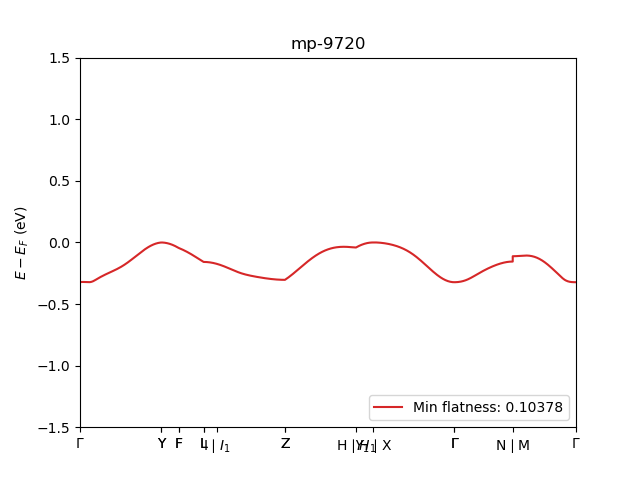 mp-9720
E − E_F (eV)
1.5
1.0
0.5
0.0
−0.5
−1.0
−1.5
Min flatness: 0.10378
Γ Y F L I | I₁ Z H | Y H₁ | X Γ N | M Γ